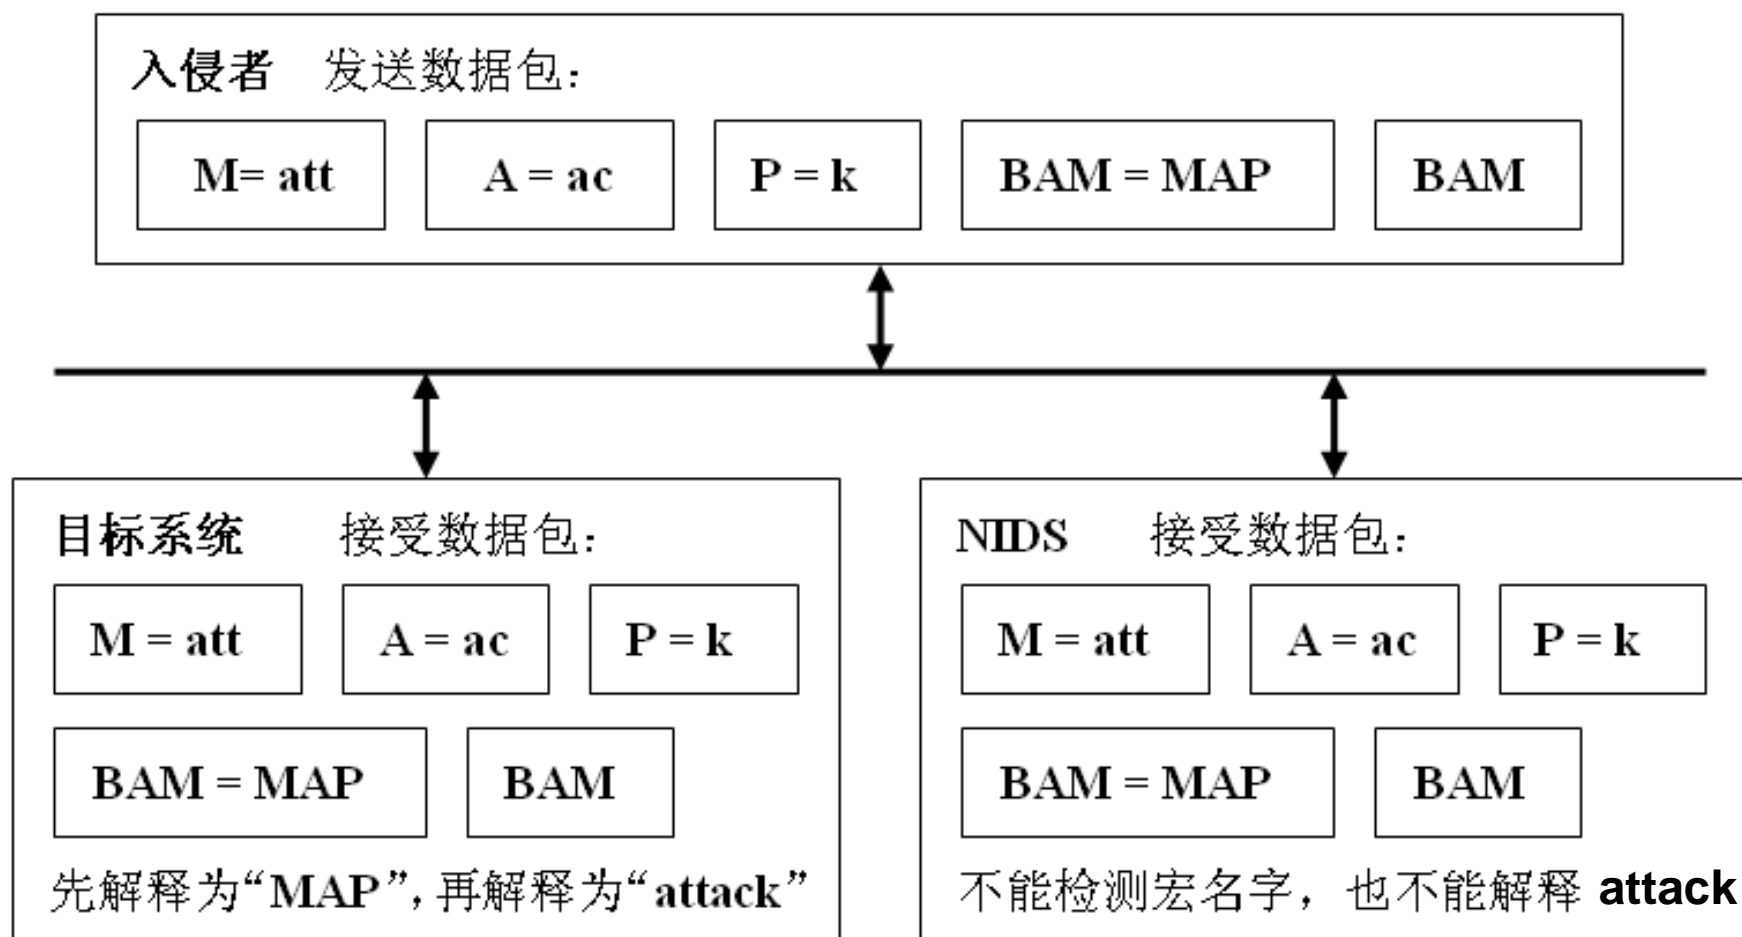 入侵者 发送数据包：
M= att A = ac P = k BAM = MAP BAM
目标系统 接受数据包：
M = att A = ac P = k
BAM = MAP BAM
先解释为“MAP”，再解释为“attack”
NIDS 接受数据包：
M = att A = ac P = k
BAM = MAP BAM
不能检测宏名字，也不能解释 attack